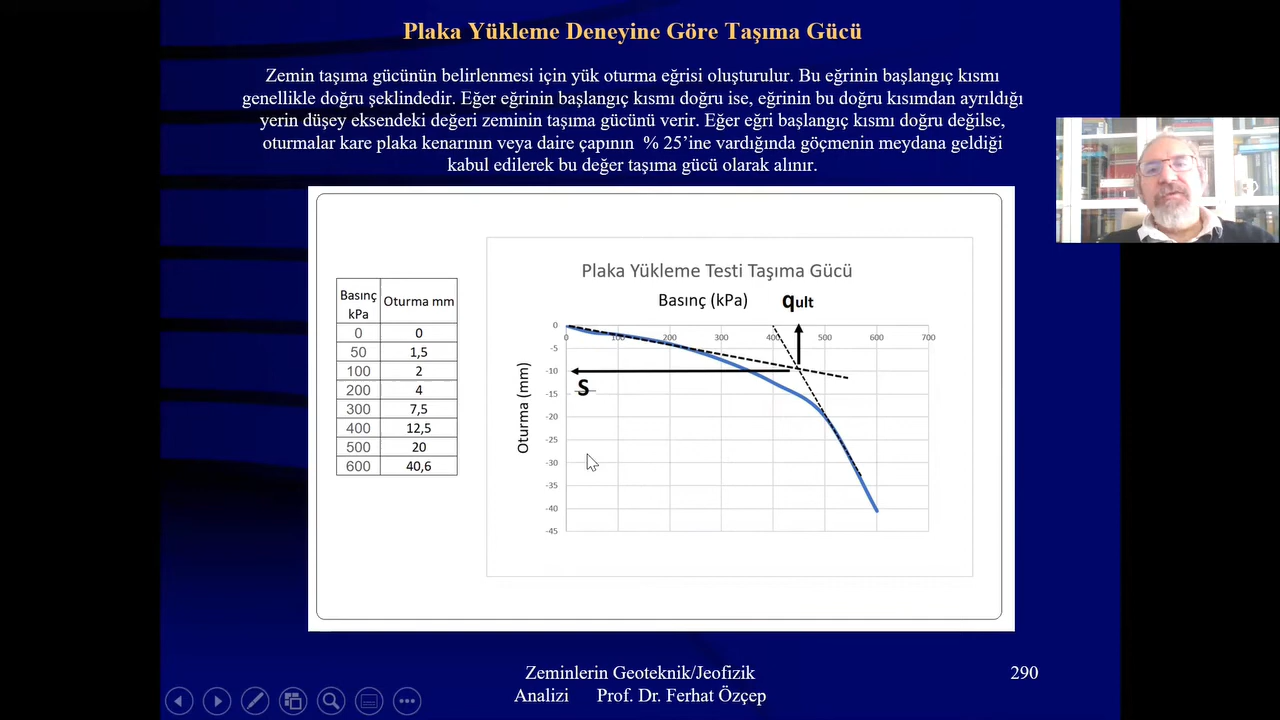 Plaka Yükleme Deneyine Göre Taşıma Gücü
Zemin taşıma gücünün belirlenmesi için yük oturma eğrisi oluşturulur. Bu eğrinin başlangıç kısmı
genellikle doğru şeklindedir. Eğer eğrinin başlangıç kısmı doğru ise, eğrinin bu doğru kısımdan ayrıldığı
yerin düşey eksendeki değeri zeminin taşıma gücünü verir. Eğer eğri başlangıç kısmı doğru değilse,
oturmalar kare plaka kenarının veya daire çapının % 25’ine vardığında göçmenin meydana geldiği
kabul edilerek bu değer taşıma gücü olarak alınır.
Basınç kPa Oturma mm
0 0
50 1,5
100 2
200 4
300 7,5
400 12,5
500 20
600 40,6
Plaka Yükleme Testi Taşıma Gücü
Basınç (kPa) qult
0 100 200 300 400 500 600 700
Oturma (mm)
0
-5
-10
-15
-20
-25
-30
-35
-40
-45
S
Zeminlerin Geoteknik/Jeofizik
Analizi Prof. Dr. Ferhat Özçep
290